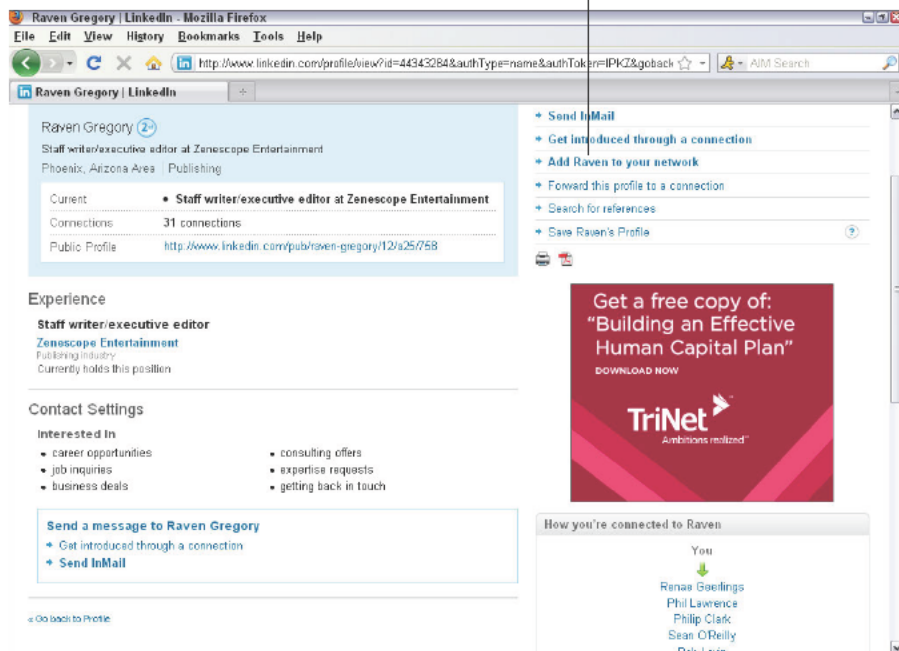 Raven Gregory | LinkedIn - Mozilla Firefox
File Edit View History Bookmarks Tools Help
http://www.linkedin.com/profile/view?id=44343284&authType=name&authToken=IPKZ&goback
AIM Search
Raven Gregory | LinkedIn
Raven Gregory 2nd
Staff writer/executive editor at Zenescope Entertainment
Phoenix, Arizona Area | Publishing
Current • Staff writer/executive editor at Zenescope Entertainment
Connections 31 connections
Public Profile http://www.linkedin.com/pub/raven-gregory/12/a25/758
Experience
Staff writer/executive editor
Zenescope Entertainment
Publishing industry
Currently holds this position
Contact Settings
Interested In
• career opportunities
• job inquiries
• business deals
• consulting offers
• expertise requests
• getting back in touch
Send a message to Raven Gregory
Get introduced through a connection
Send InMail
« Go back to Profile
Send InMail
Get introduced through a connection
Add Raven to your network
Forward this profile to a connection
Search for references
Save Raven's Profile ?
Get a free copy of:
“Building an Effective
Human Capital Plan”
DOWNLOAD NOW
TriNet
Ambitions realized™
How you're connected to Raven
You
Renae Geerlings
Phil Lawrence
Philip Clark
Sean O'Reilly